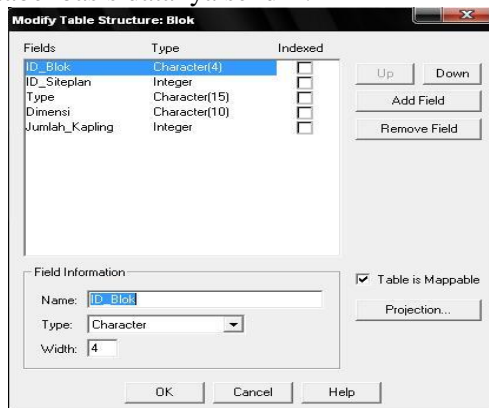 Modify Table Structure: Blok
Fields Type Indexed
ID_Blok Character(4)
ID_Siteplan Integer
Type Character(15)
Dimensi Character(10)
Jumlah_Kapling Integer
Up Down
Add Field
Remove Field
Field Information
Name: ID_Blok
Type: Character
Width: 4
Table is Mappable
Projection...
OK Cancel Help